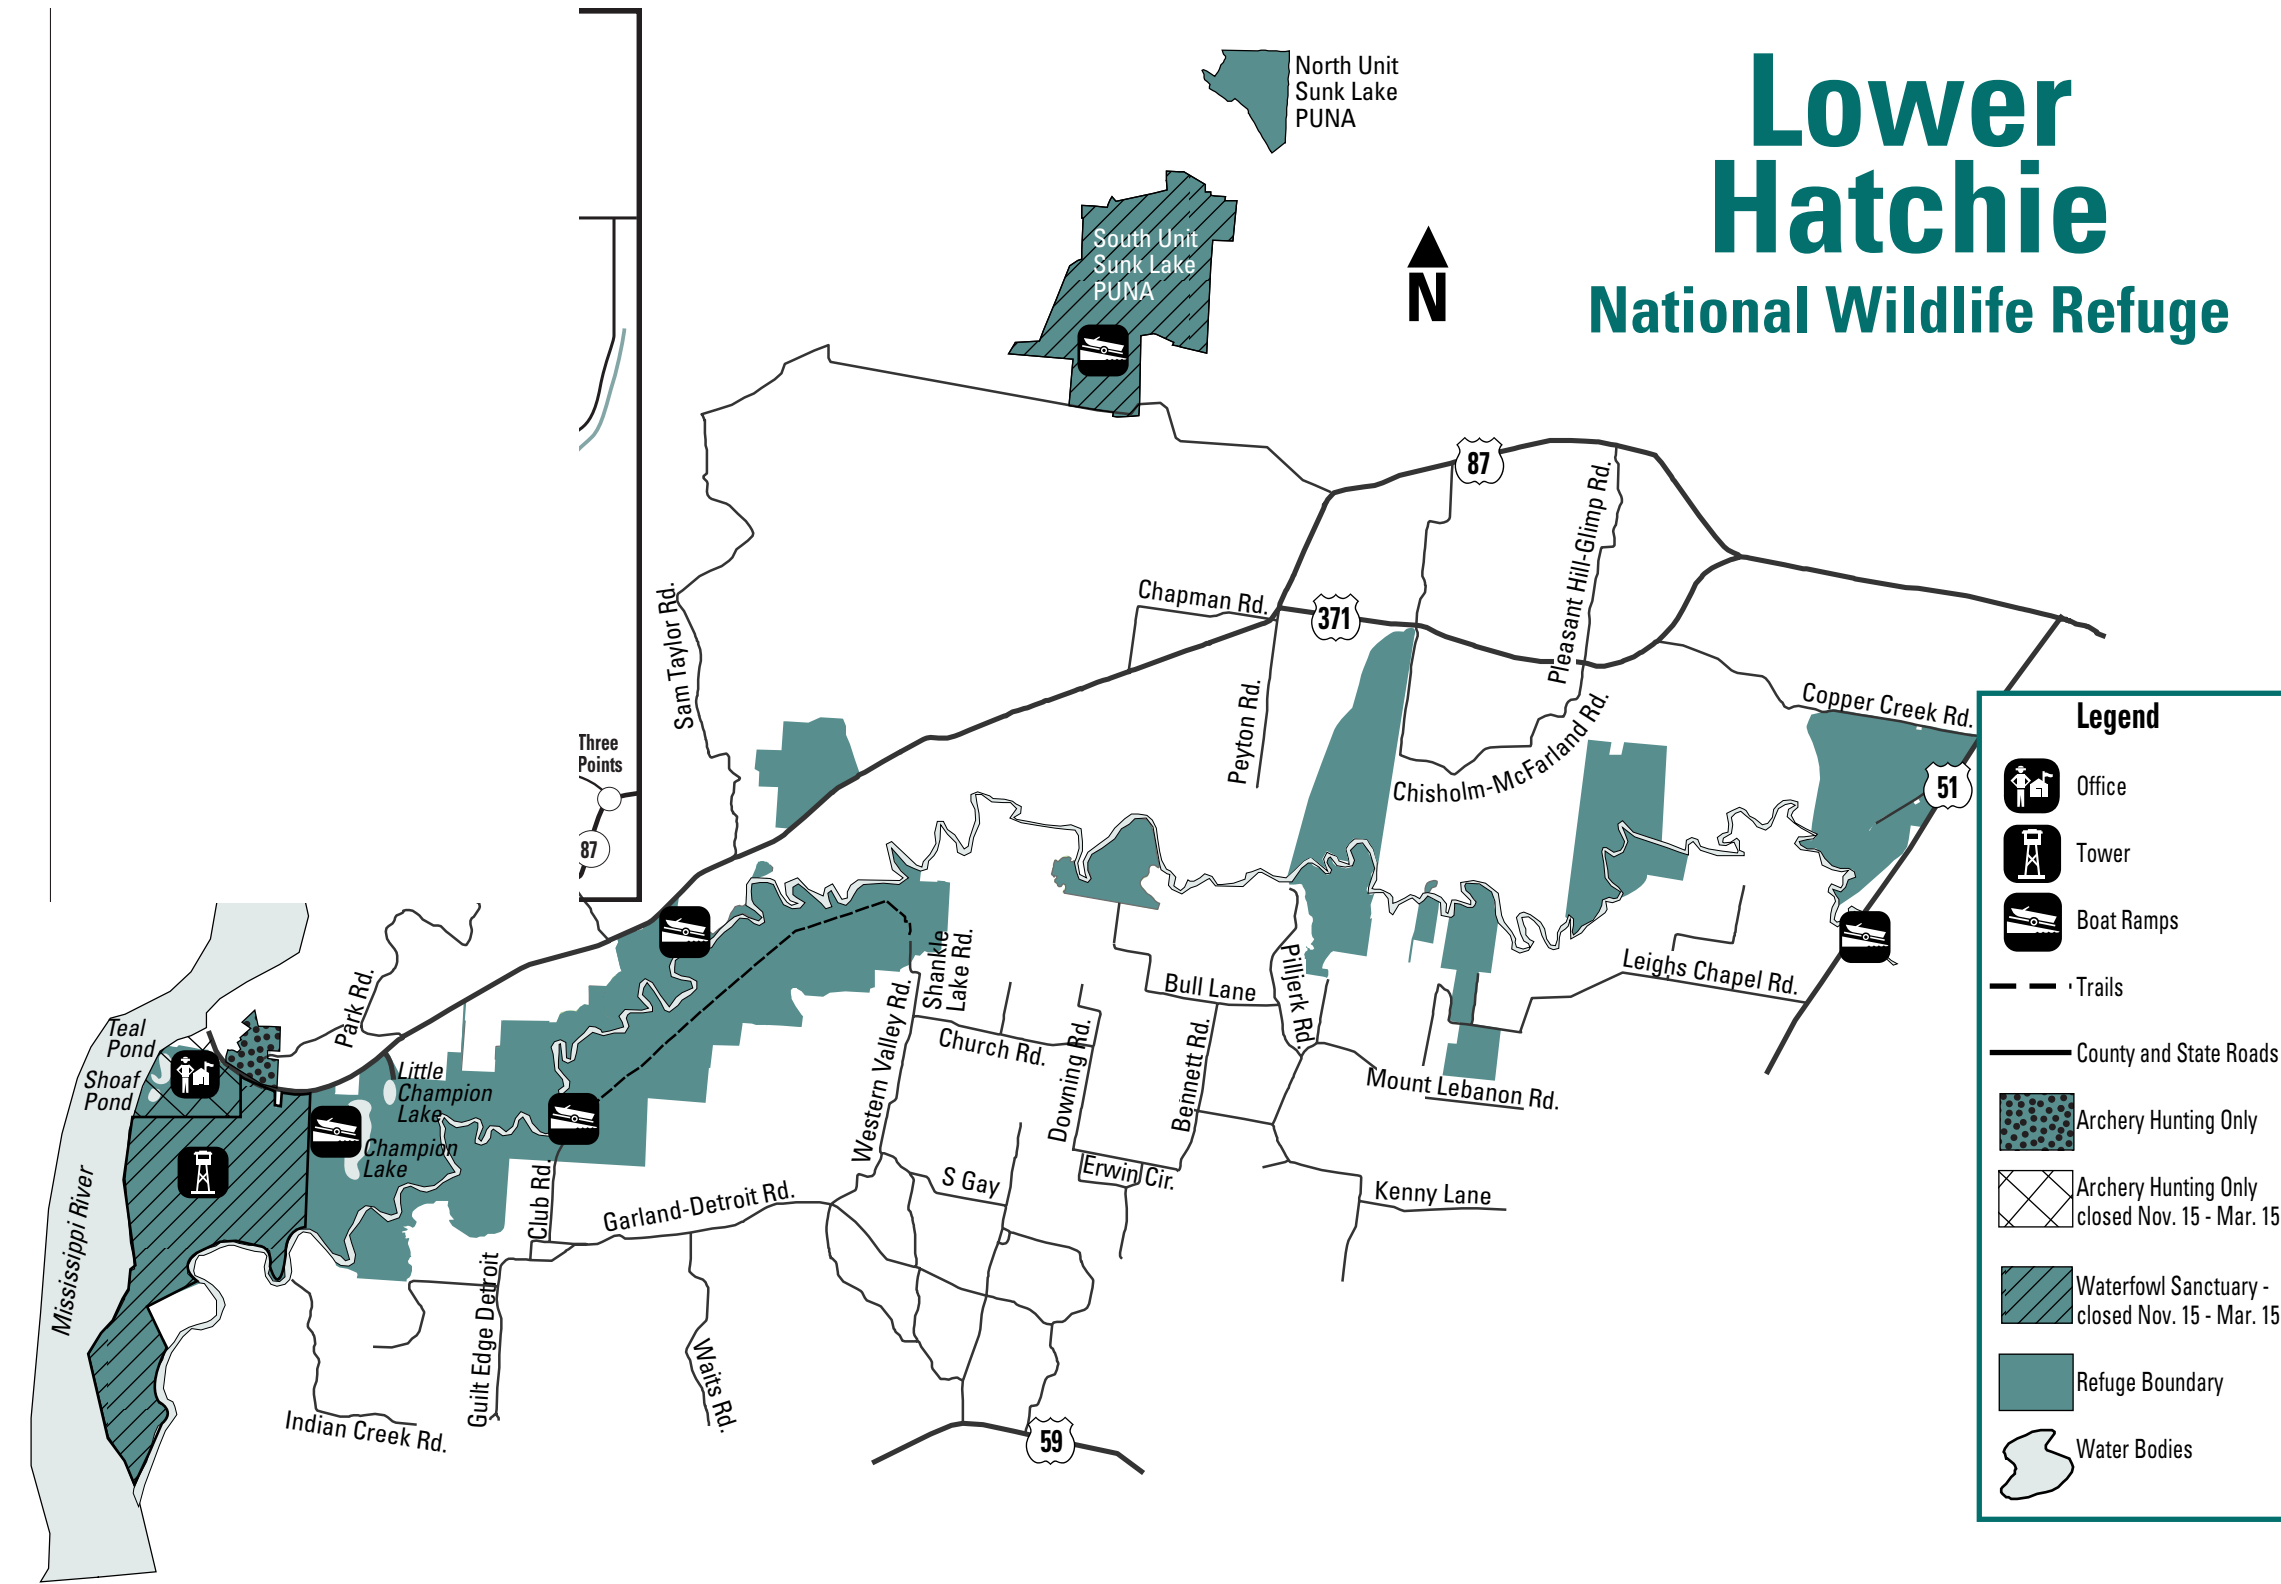 Lower
Hatchie
National Wildlife Refuge
North Unit
Sunk Lake
PUNA
South Unit
Sunk Lake
PUNA
N
87
371
Pleasant Hill-Glimp Rd.
Chapman Rd.
Sam Taylor Rd.
Peyton Rd.
Chisholm-McFarland Rd.
Copper Creek Rd.
51
Three
Points
87
Shankle
Lake Rd.
Park Rd.
Bull Lane
Pilljerk Rd.
Leighs Chapel Rd.
Western Valley Rd.
Church Rd.
Downing Rd.
Bennett Rd.
Mount Lebanon Rd.
Teal
Pond
Shoaf
Pond
Little
Champion
Lake
Champion
Lake
Mississippi River
Club Rd.
Garland-Detroit Rd.
S Gay
Erwin Cir.
Kenny Lane
Guilt Edge Detroit
Waits Rd.
Indian Creek Rd.
59
Legend
Office
Tower
Boat Ramps
Trails
County and State Roads
Archery Hunting Only
Archery Hunting Only
closed Nov. 15 - Mar. 15
Waterfowl Sanctuary -
closed Nov. 15 - Mar. 15
Refuge Boundary
Water Bodies